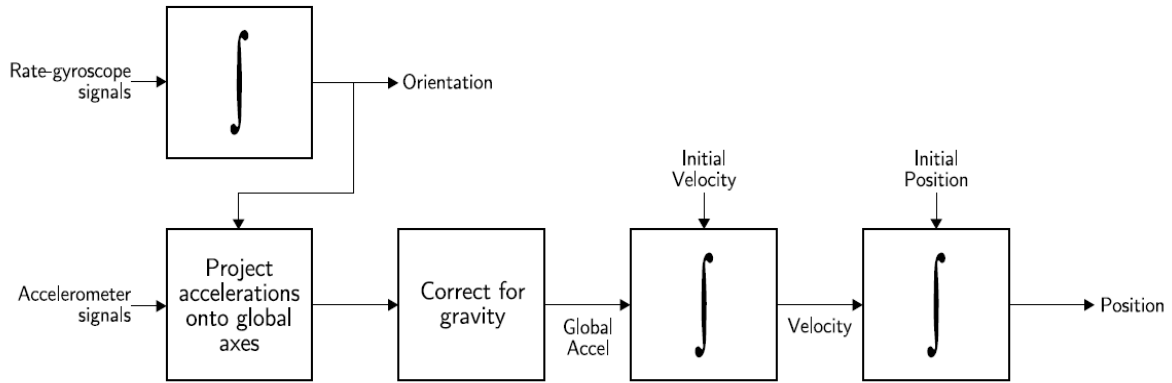 Rate-gyroscope
signals
∫
Orientation
Initial
Velocity
Initial
Position
Accelerometer
signals
Project
accelerations
onto global
axes
Correct for
gravity
Global
Accel
∫
Velocity
∫
Position